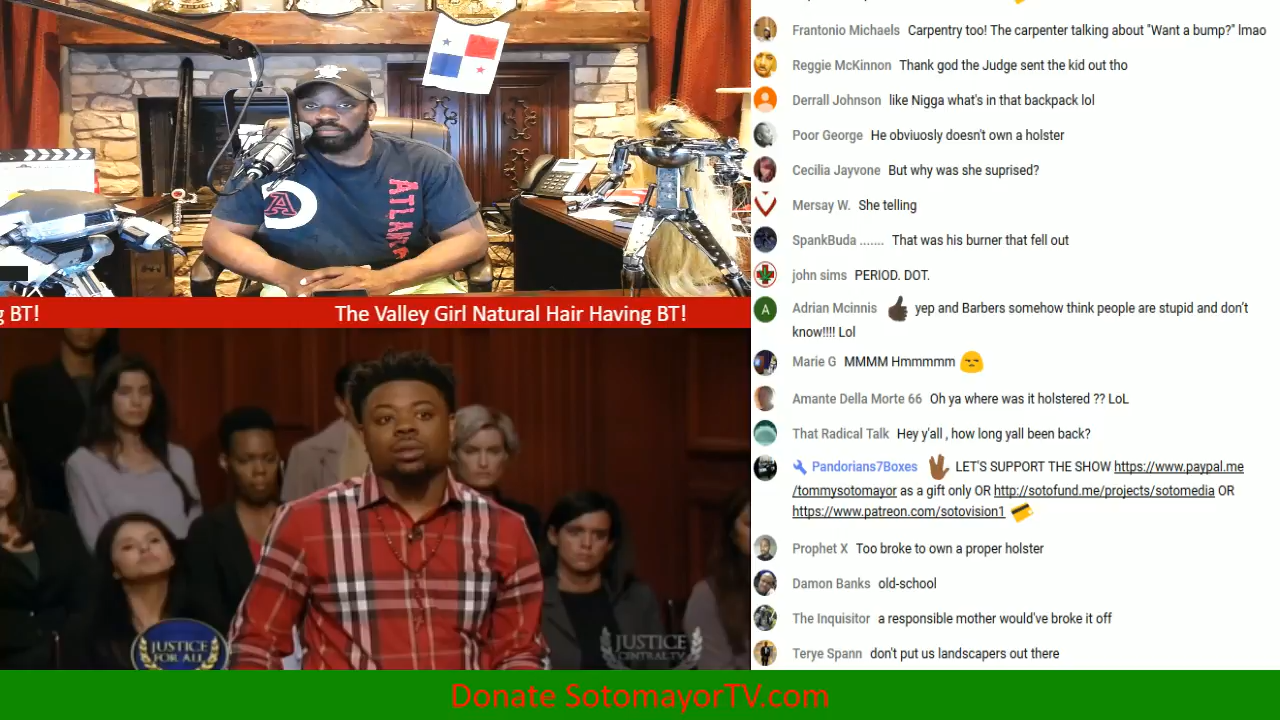 ATLAN
A
g BT!
The Valley Girl Natural Hair Having BT!
JUSTICE
FOR ALL
JUSTICE
CENTRAL.TV
Frantonio Michaels Carpentry too! The carpenter talking about "Want a bump?" lmao
Reggie McKinnon Thank god the Judge sent the kid out tho
Derrall Johnson like Nigga what's in that backpack lol
Poor George He obviuosly doesn't own a holster
Cecilia Jayvone But why was she suprised?
Mersay W. She telling
SpankBuda ....... That was his burner that fell out
john sims PERIOD. DOT.
A
Adrian Mcinnis yep and Barbers somehow think people are stupid and don't
know!!!! Lol
Marie G MMMM Hmmmmm
Amante Della Morte 66 Oh ya where was it holstered ?? LoL
That Radical Talk Hey y'all , how long yall been back?
Pandorians7Boxes LET'S SUPPORT THE SHOW https://www.paypal.me
/tommysotomayor as a gift only OR http://sotofund.me/projects/sotomedia OR
https://www.patreon.com/sotovision1
Prophet X Too broke to own a proper holster
Damon Banks old-school
The Inquisitor a responsible mother would've broke it off
Terye Spann don't put us landscapers out there
Donate SotomayorTV.com